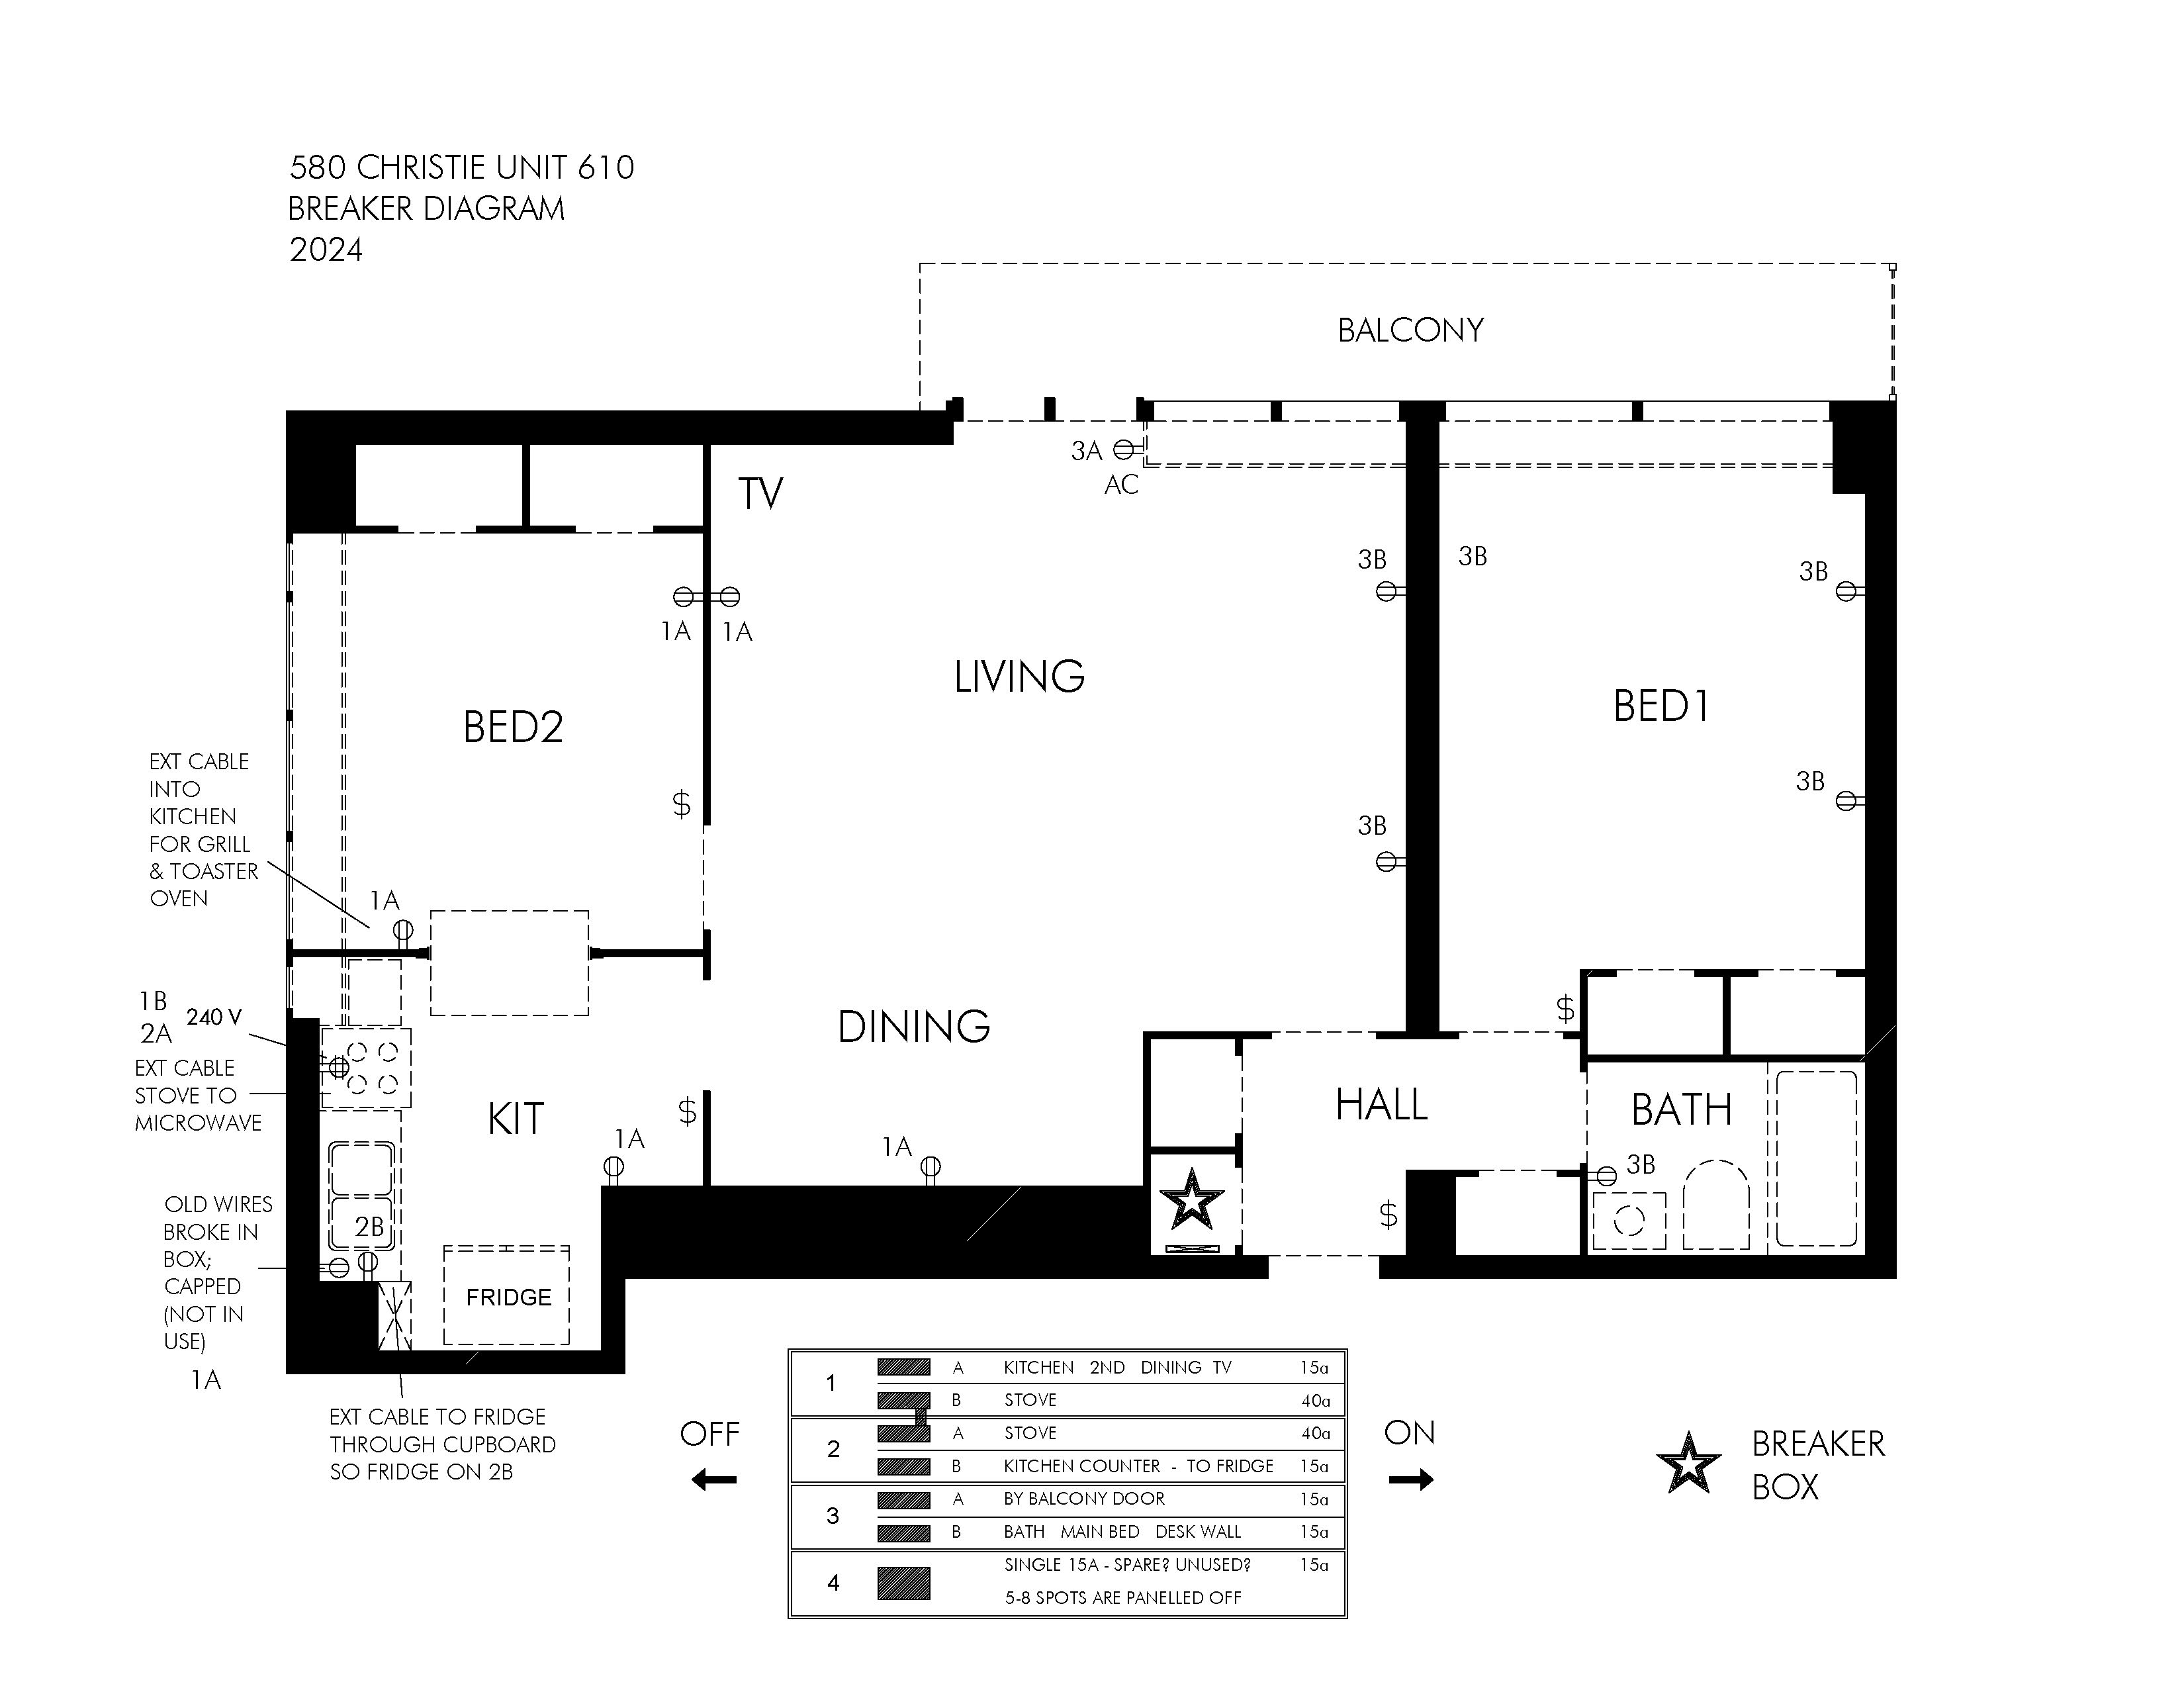 580 CHRISTIE UNIT 610
BREAKER DIAGRAM
2024
BALCONY
3A
AC
TV
3B
3B
3B
1A
1A
LIVING
BED1
BED2
EXT CABLE
INTO
KITCHEN
FOR GRILL
& TOASTER
OVEN
$
3B
3B
1A
1B
2A
240 V
DINING
$
EXT CABLE
STOVE TO
MICROWAVE
KIT
$
HALL
BATH
1A
1A
3B
OLD WIRES
BROKE IN
BOX;
CAPPED
(NOT IN
USE)
1A
2B
$
FRIDGE
EXT CABLE TO FRIDGE
THROUGH CUPBOARD
SO FRIDGE ON 2B
OFF
1 A KITCHEN 2ND DINING TV 15a
B STOVE 40a
2 A STOVE 40a
B KITCHEN COUNTER - TO FRIDGE 15a
3 A BY BALCONY DOOR 15a
B BATH MAIN BED DESK WALL 15a
4 SINGLE 15A - SPARE? UNUSED? 15a
5-8 SPOTS ARE PANELLED OFF
ON
BREAKER
BOX